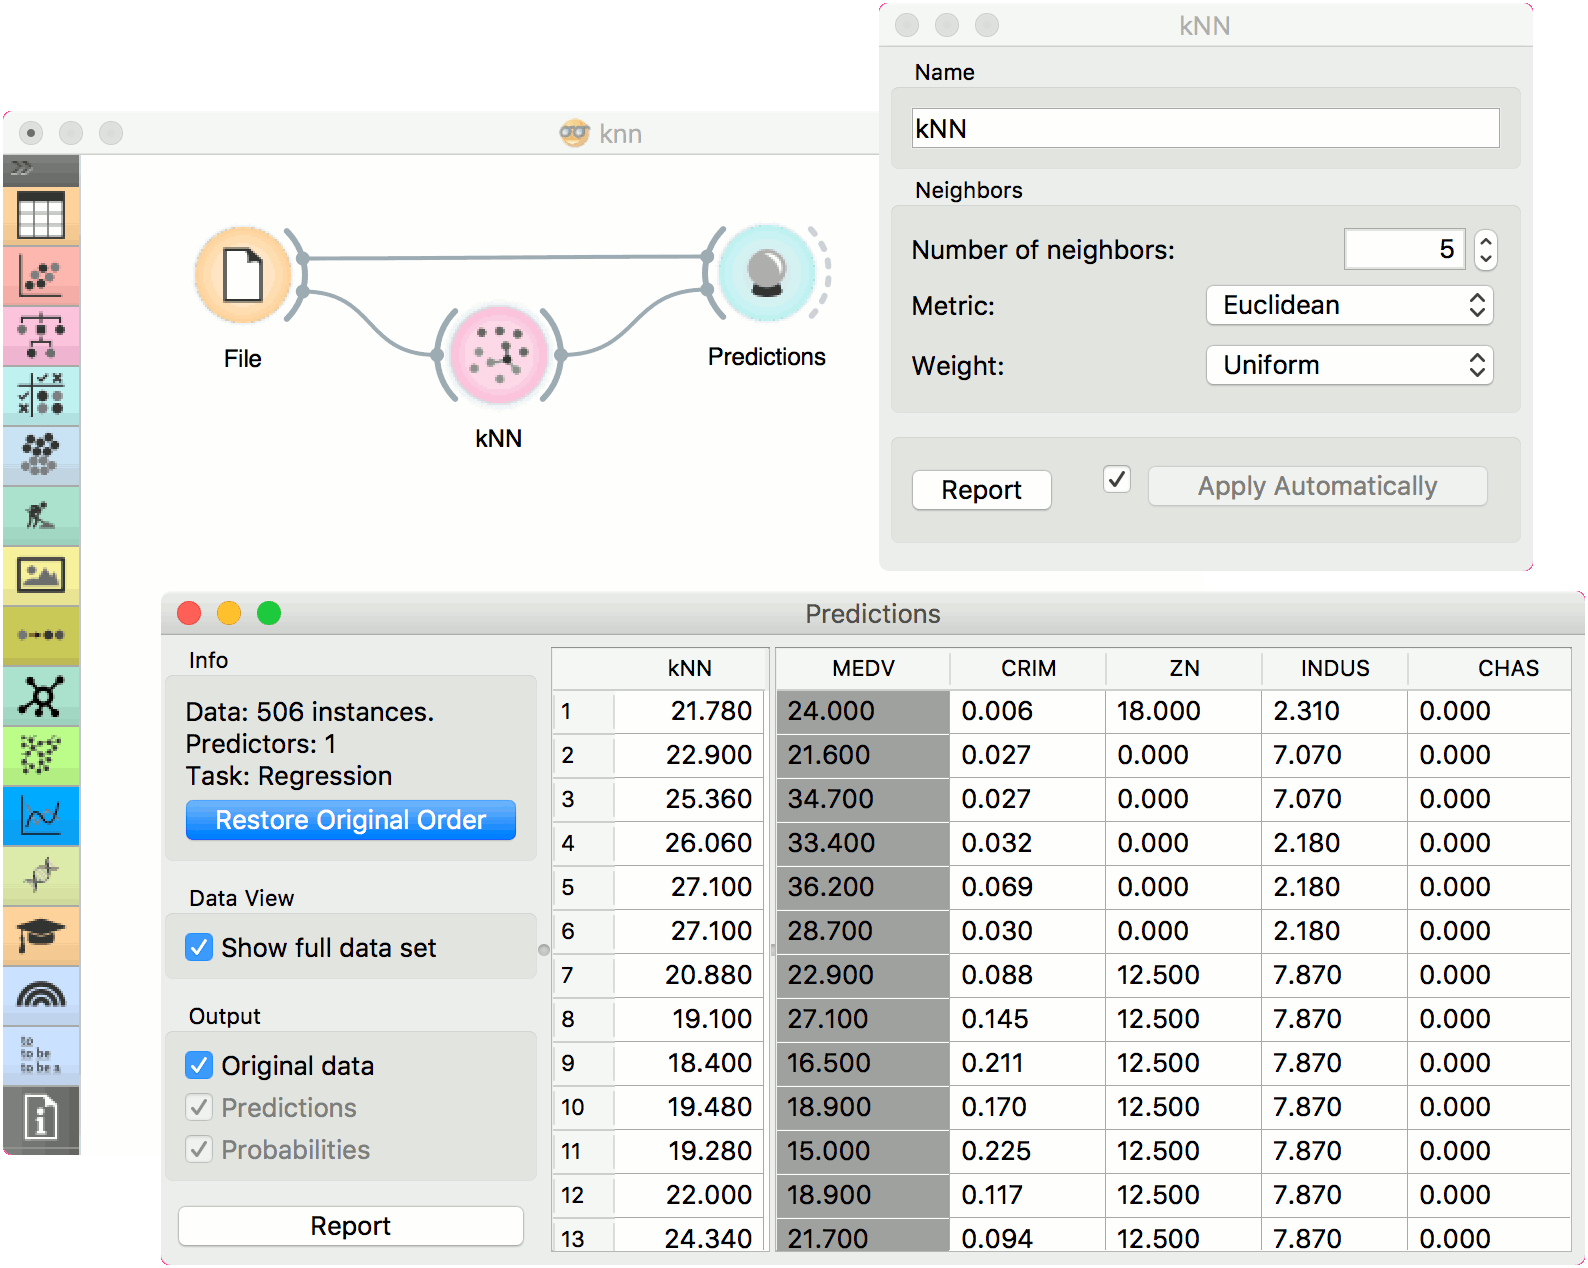 kNN
Name
kNN
Neighbors
Number of neighbors: 5
Metric: Euclidean
Weight: Uniform
Report Apply Automatically
knn
File
kNN
Predictions
to
to be
to be a
Predictions
Info
Data: 506 instances.
Predictors: 1
Task: Regression
Restore Original Order
Data View
Show full data set
Output
Original data
Predictions
Probabilities
Report
kNN MEDV CRIM ZN INDUS CHAS
1 21.780 24.000 0.006 18.000 2.310 0.000
2 22.900 21.600 0.027 0.000 7.070 0.000
3 25.360 34.700 0.027 0.000 7.070 0.000
4 26.060 33.400 0.032 0.000 2.180 0.000
5 27.100 36.200 0.069 0.000 2.180 0.000
6 27.100 28.700 0.030 0.000 2.180 0.000
7 20.880 22.900 0.088 12.500 7.870 0.000
8 19.100 27.100 0.145 12.500 7.870 0.000
9 18.400 16.500 0.211 12.500 7.870 0.000
10 19.480 18.900 0.170 12.500 7.870 0.000
11 19.280 15.000 0.225 12.500 7.870 0.000
12 22.000 18.900 0.117 12.500 7.870 0.000
13 24.340 21.700 0.094 12.500 7.870 0.000